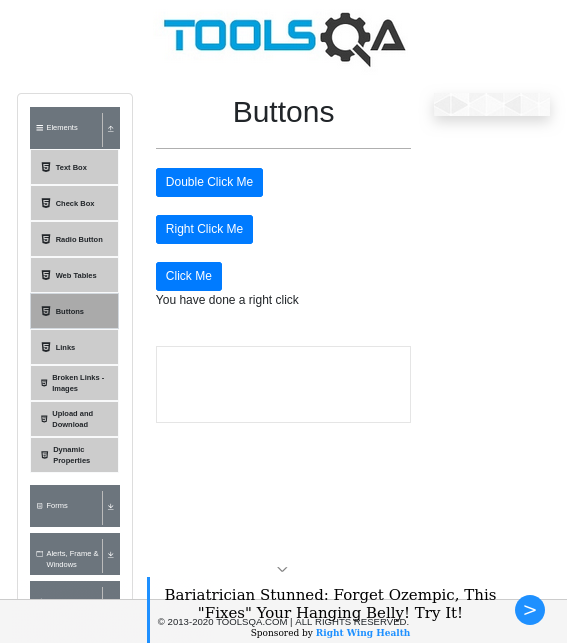 TOOLSQA
Elements
Text Box
Check Box
Radio Button
Web Tables
Buttons
Links
Broken Links -
Images
Upload and
Download
Dynamic
Properties
Forms
Alerts, Frame &
Windows
Buttons
Double Click Me
Right Click Me
Click Me
You have done a right click
Bariatrician Stunned: Forget Ozempic, This
"Fixes" Your Hanging Belly! Try It!
© 2013-2020 TOOLSQA.COM | ALL RIGHTS RESERVED.
Sponsored by Right Wing Health